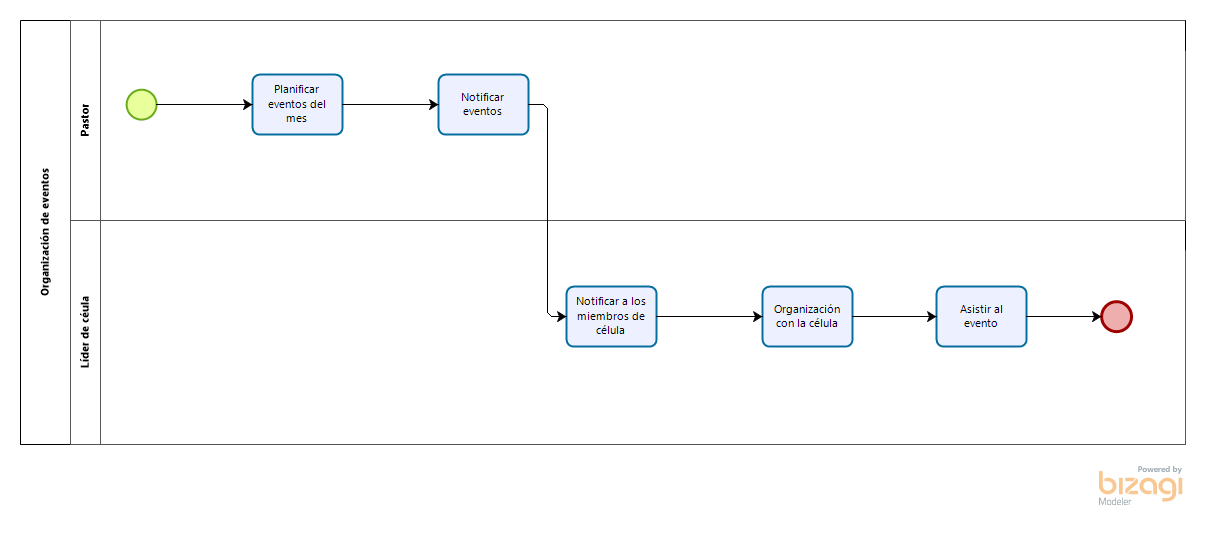 Organización de eventos
Pastor
Planificar
eventos del
mes
Notificar
eventos
Líder de céula
Notificar a los
miembros de
célula
Organización
con la célula
Asistir al
evento
Powered by
bizagi
Modeler